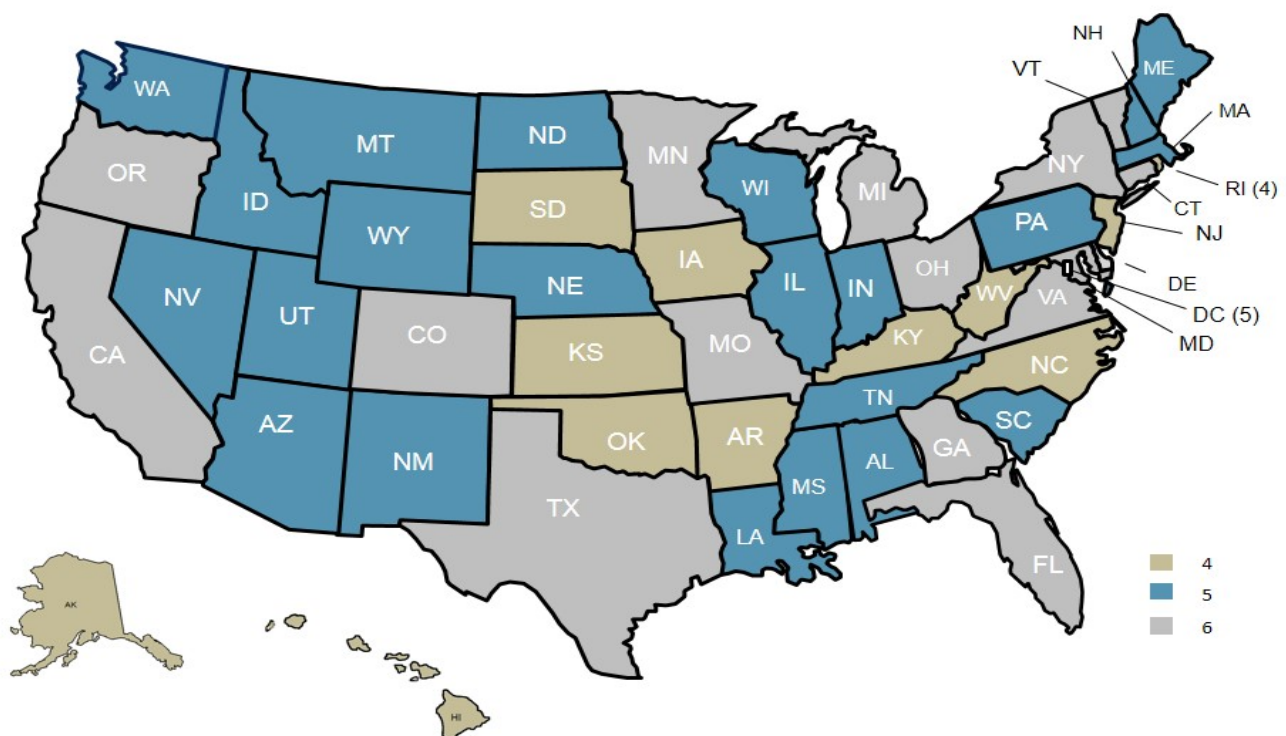 NH
VT
ME
WA
MA
MT
ND
MN
OR
NY
WI
MI
RI (4)
ID
SD
CT
WY
PA
NJ
IA
OH
NE
IL
IN
DE
NV
WV
VA
UT
DC (5)
CO
KS
MO
KY
MD
CA
NC
TN
AZ
OK
AR
SC
NM
GA
AL
MS
TX
LA
FL
4
5
6
AK
HI